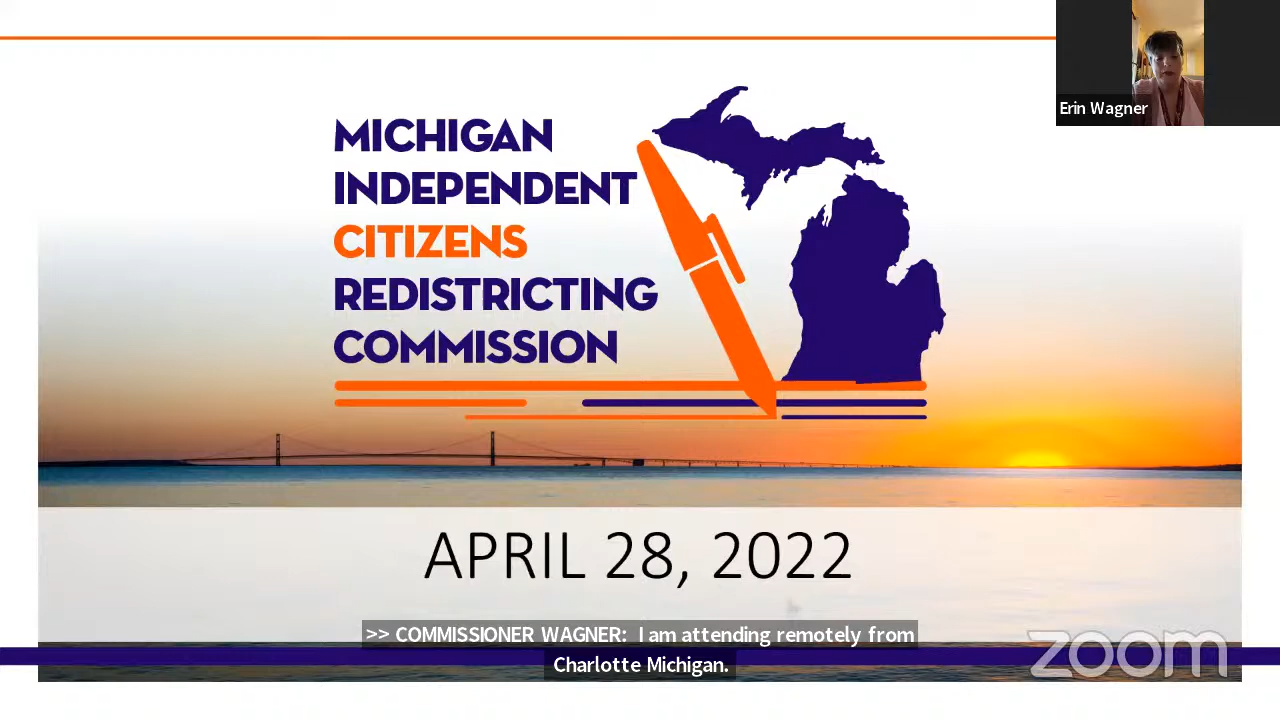 Erin Wagner
MICHIGAN
INDEPENDENT
CITIZENS
REDISTRICTING
COMMISSION
APRIL 28, 2022
>> COMMISSIONER WAGNER:  I am attending remotely from
Charlotte Michigan.
zoom